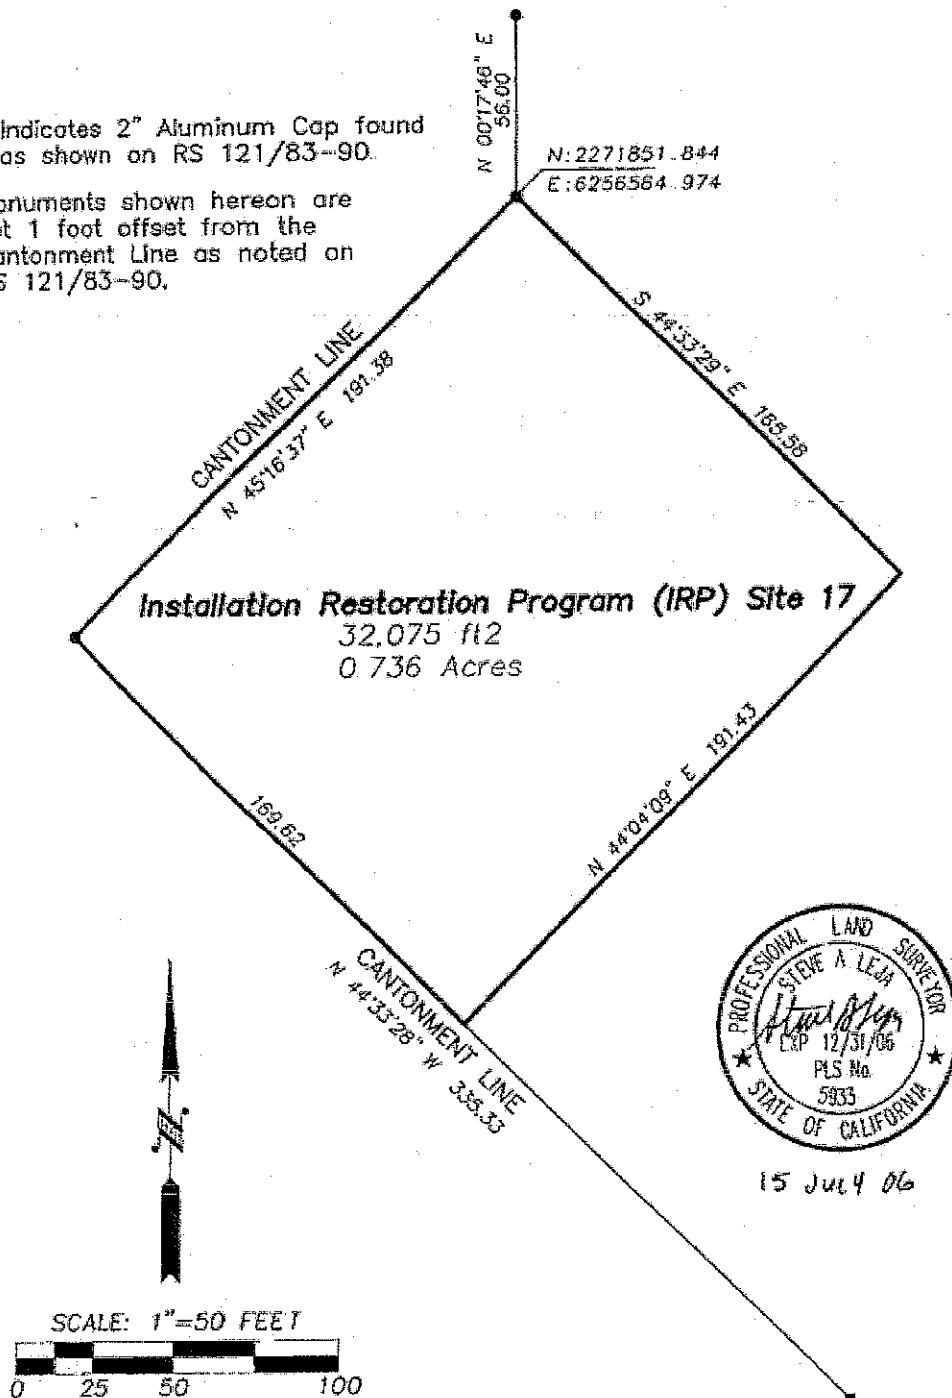 N 00°17'46" E
56.00
Indicates 2" Aluminum Cap found
as shown on RS 121/83-90.
N:2271851.844
E:6256564.974
onuments shown hereon are
t 1 foot offset from the
antonment Line as noted on
S 121/83-90.
S 44°33'29" E 165.58
CANTONMENT LINE
N 45°16'37" E 191.38
Installation Restoration Program (IRP) Site 17
32,075 ft2
0.736 Acres
N 44°04'09" E 191.43
169.62
CANTONMENT LINE
N 44°33'28" W
PROFESSIONAL LAND SURVEYOR
STEVE A. LEJA
EXP 12/31/06
PLS No.
5933
STATE OF CALIFORNIA
15 JULY 06
SCALE: 1"=50 FEET
0 25 50 100